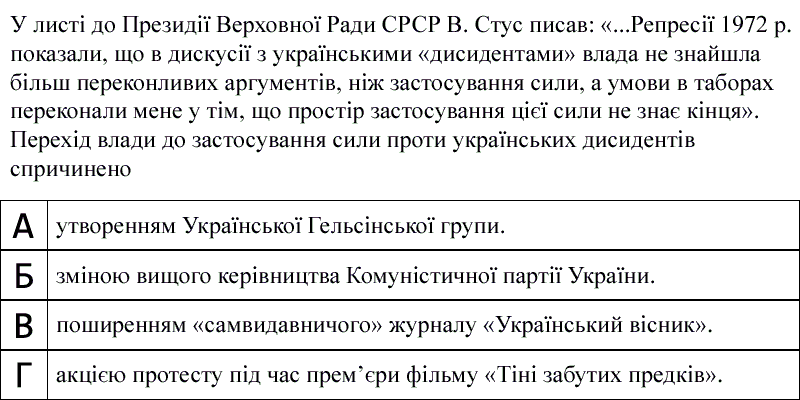 У листі до Президії Верховної Ради СРСР В. Стус писав: «...Репресії 1972 р.
показали, що в дискусії з українськими «дисидентами» влада не знайшла
більш переконливих аргументів, ніж застосування сили, а умови в таборах
переконали мене у тім, що простір застосування цієї сили не знає кінця».
Перехід влади до застосування сили проти українських дисидентів
спричинено
А утворенням Української Гельсінської групи.
Б зміною вищого керівництва Комуністичної партії України.
В поширенням «самвидавничого» журналу «Український вісник».
Г акцією протесту під час прем’єри фільму «Тіні забутих предків».